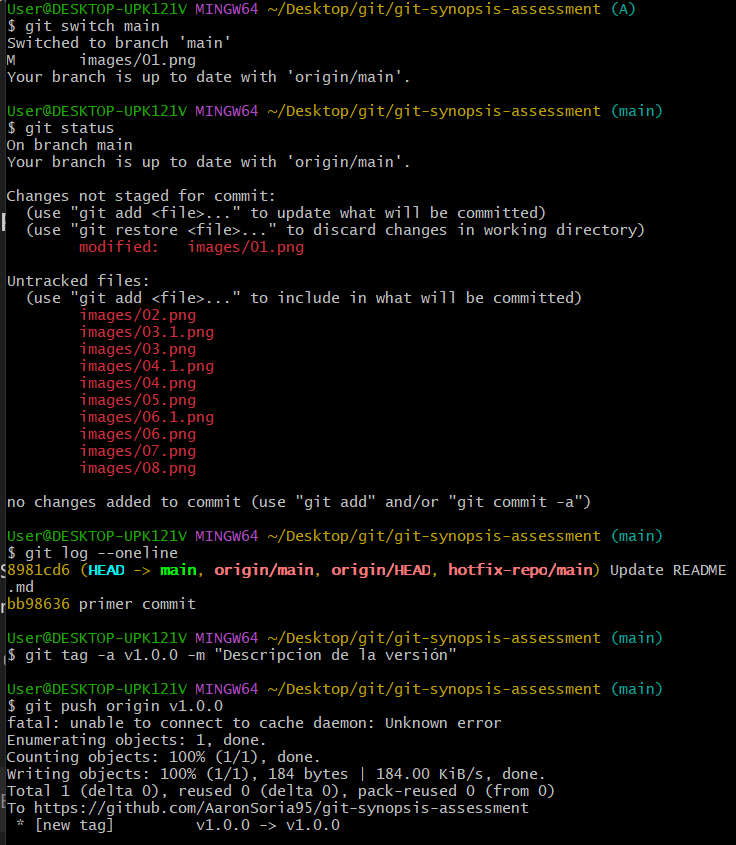 User@DESKTOP-UPK121V MINGW64 ~/Desktop/git/git-synopsis-assessment (A)
$ git switch main
Switched to branch 'main'
M       images/01.png
Your branch is up to date with 'origin/main'.

User@DESKTOP-UPK121V MINGW64 ~/Desktop/git/git-synopsis-assessment (main)
$ git status
On branch main
Your branch is up to date with 'origin/main'.

Changes not staged for commit:
  (use "git add <file>..." to update what will be committed)
  (use "git restore <file>..." to discard changes in working directory)
        modified:   images/01.png

Untracked files:
  (use "git add <file>..." to include in what will be committed)
        images/02.png
        images/03.1.png
        images/03.png
        images/04.1.png
        images/04.png
        images/05.png
        images/06.1.png
        images/06.png
        images/07.png
        images/08.png

no changes added to commit (use "git add" and/or "git commit -a")

User@DESKTOP-UPK121V MINGW64 ~/Desktop/git/git-synopsis-assessment (main)
$ git log --oneline
8981cd6 (HEAD -> main, origin/main, origin/HEAD, hotfix-repo/main) Update README
.md
bb98636 primer commit

User@DESKTOP-UPK121V MINGW64 ~/Desktop/git/git-synopsis-assessment (main)
$ git tag -a v1.0.0 -m "Descripcion de la versión"

User@DESKTOP-UPK121V MINGW64 ~/Desktop/git/git-synopsis-assessment (main)
$ git push origin v1.0.0
fatal: unable to connect to cache daemon: Unknown error
Enumerating objects: 1, done.
Counting objects: 100% (1/1), done.
Writing objects: 100% (1/1), 184 bytes | 184.00 KiB/s, done.
Total 1 (delta 0), reused 0 (delta 0), pack-reused 0 (from 0)
To https://github.com/AaronSoria95/git-synopsis-assessment
 * [new tag]         v1.0.0 -> v1.0.0